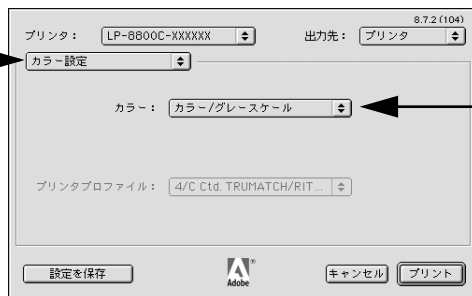 8.7.2 (104)
プリンタ： LP-8800C-XXXXXX 出力先： プリンタ
カラー設定
カラー： カラー/グレースケール
プリンタプロファイル： 4/C Ctd. TRUMATCH/RIT...
設定を保存 Adobe® キャンセル プリント